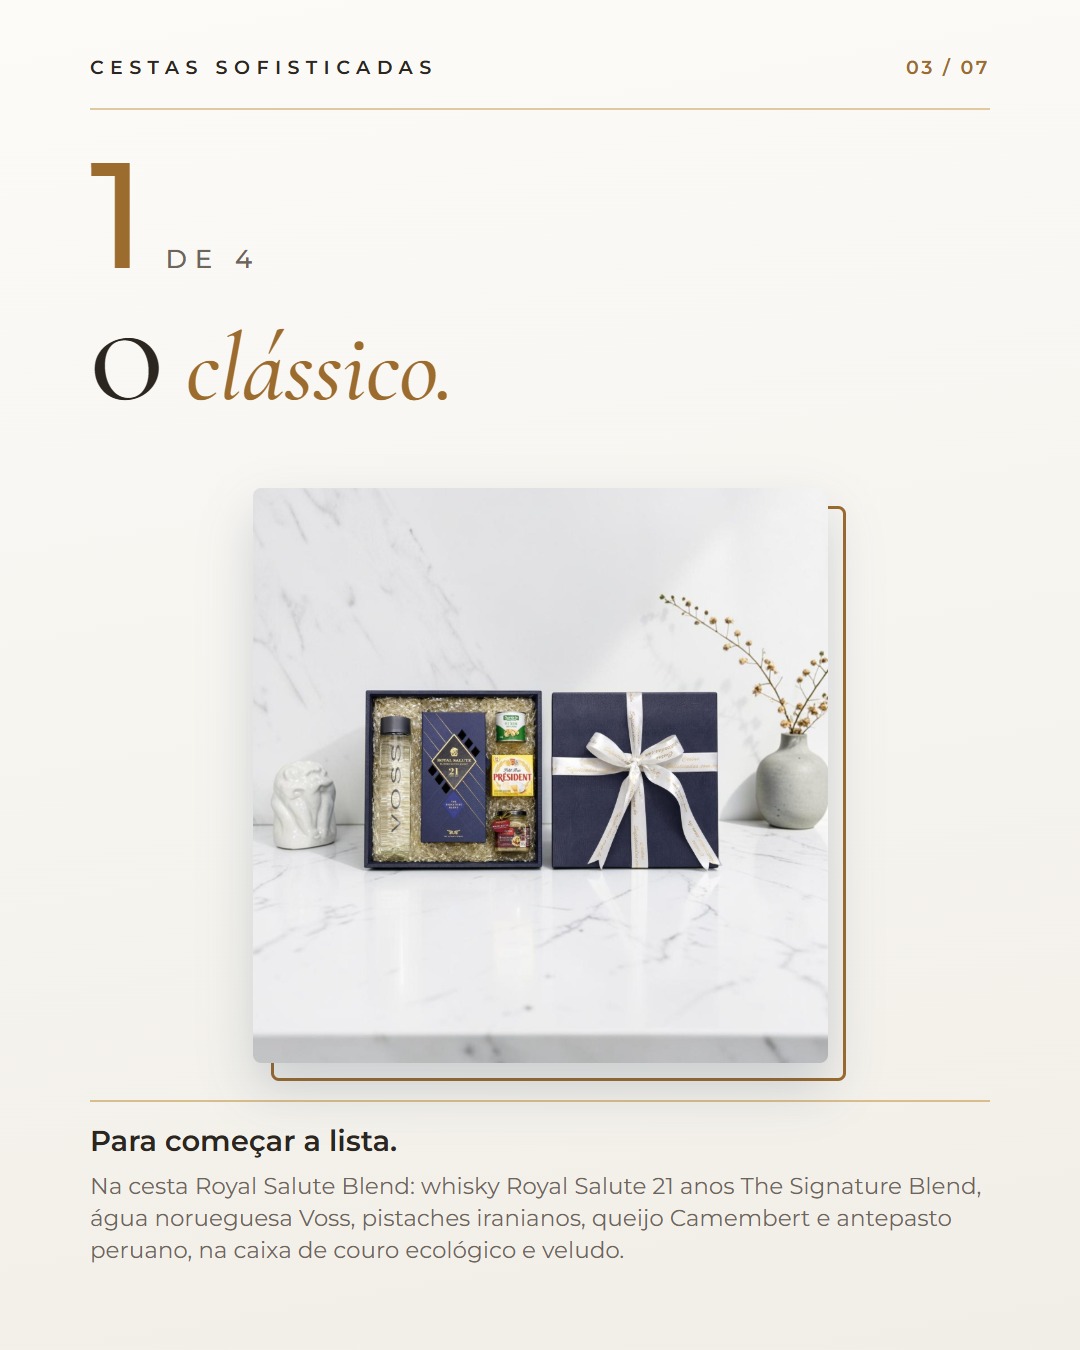 CESTAS SOFISTICADAS
03 / 07
1 DE 4
O clássico.
VOSS
ROYAL SALUTE
21
PRÉSIDENT
Para começar a lista.
Na cesta Royal Salute Blend: whisky Royal Salute 21 anos The Signature Blend,
água norueguesa Voss, pistaches iranianos, queijo Camembert e antepasto
peruano, na caixa de couro ecológico e veludo.